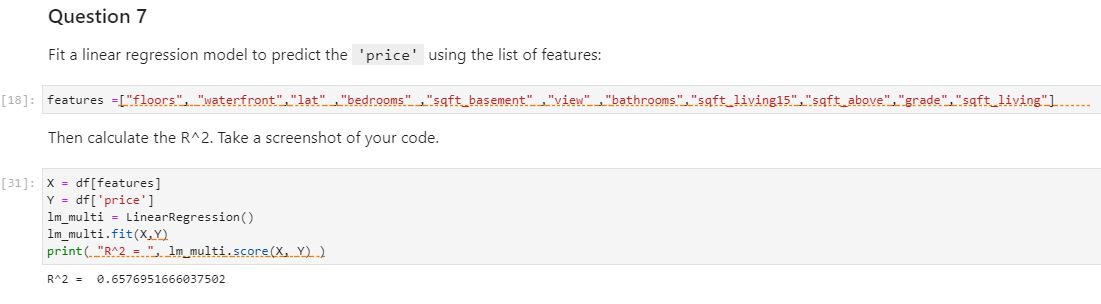 Question 7
Fit a linear regression model to predict the 'price' using the list of features:
[18]: features =["floors", "waterfront","lat" ,"bedrooms" ,"sqft_basement" ,"view" ,"bathrooms","sqft_living15","sqft_above","grade","sqft_living"]
Then calculate the R^2. Take a screenshot of your code.
[31]: X = df[features]
Y = df['price']
lm_multi = LinearRegression()
lm_multi.fit(X,Y)
print( "R^2 = ", lm_multi.score(X, Y) )
R^2 =  0.6576951666037502